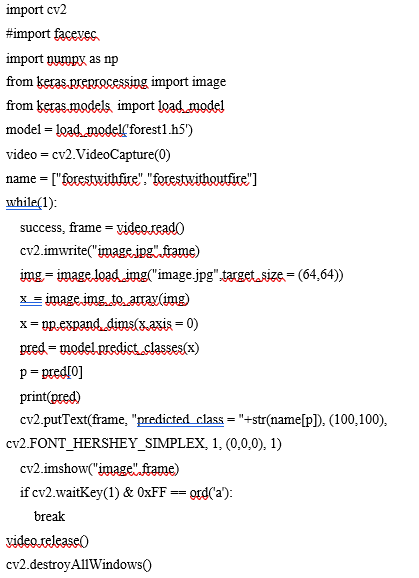 import cv2
#import facevec
import numpy as np
from keras.preprocessing import image
from keras.models import load_model
model = load_model('forest1.h5')
video = cv2.VideoCapture(0)
name = ["forestwithfire","forestwithoutfire"]
while(1):
    success, frame = video.read()
    cv2.imwrite("image.jpg",frame)
    img = image.load_img("image.jpg",target_size = (64,64))
    x = image.img_to_array(img)
    x = np.expand_dims(x,axis = 0)
    pred = model.predict_classes(x)
    p = pred[0]
    print(pred)
    cv2.putText(frame, "predicted class = "+str(name[p]), (100,100),
cv2.FONT_HERSHEY_SIMPLEX, 1, (0,0,0), 1)
    cv2.imshow("image",frame)
    if cv2.waitKey(1) & 0xFF == ord('a'):
        break
video.release()
cv2.destroyAllWindows()